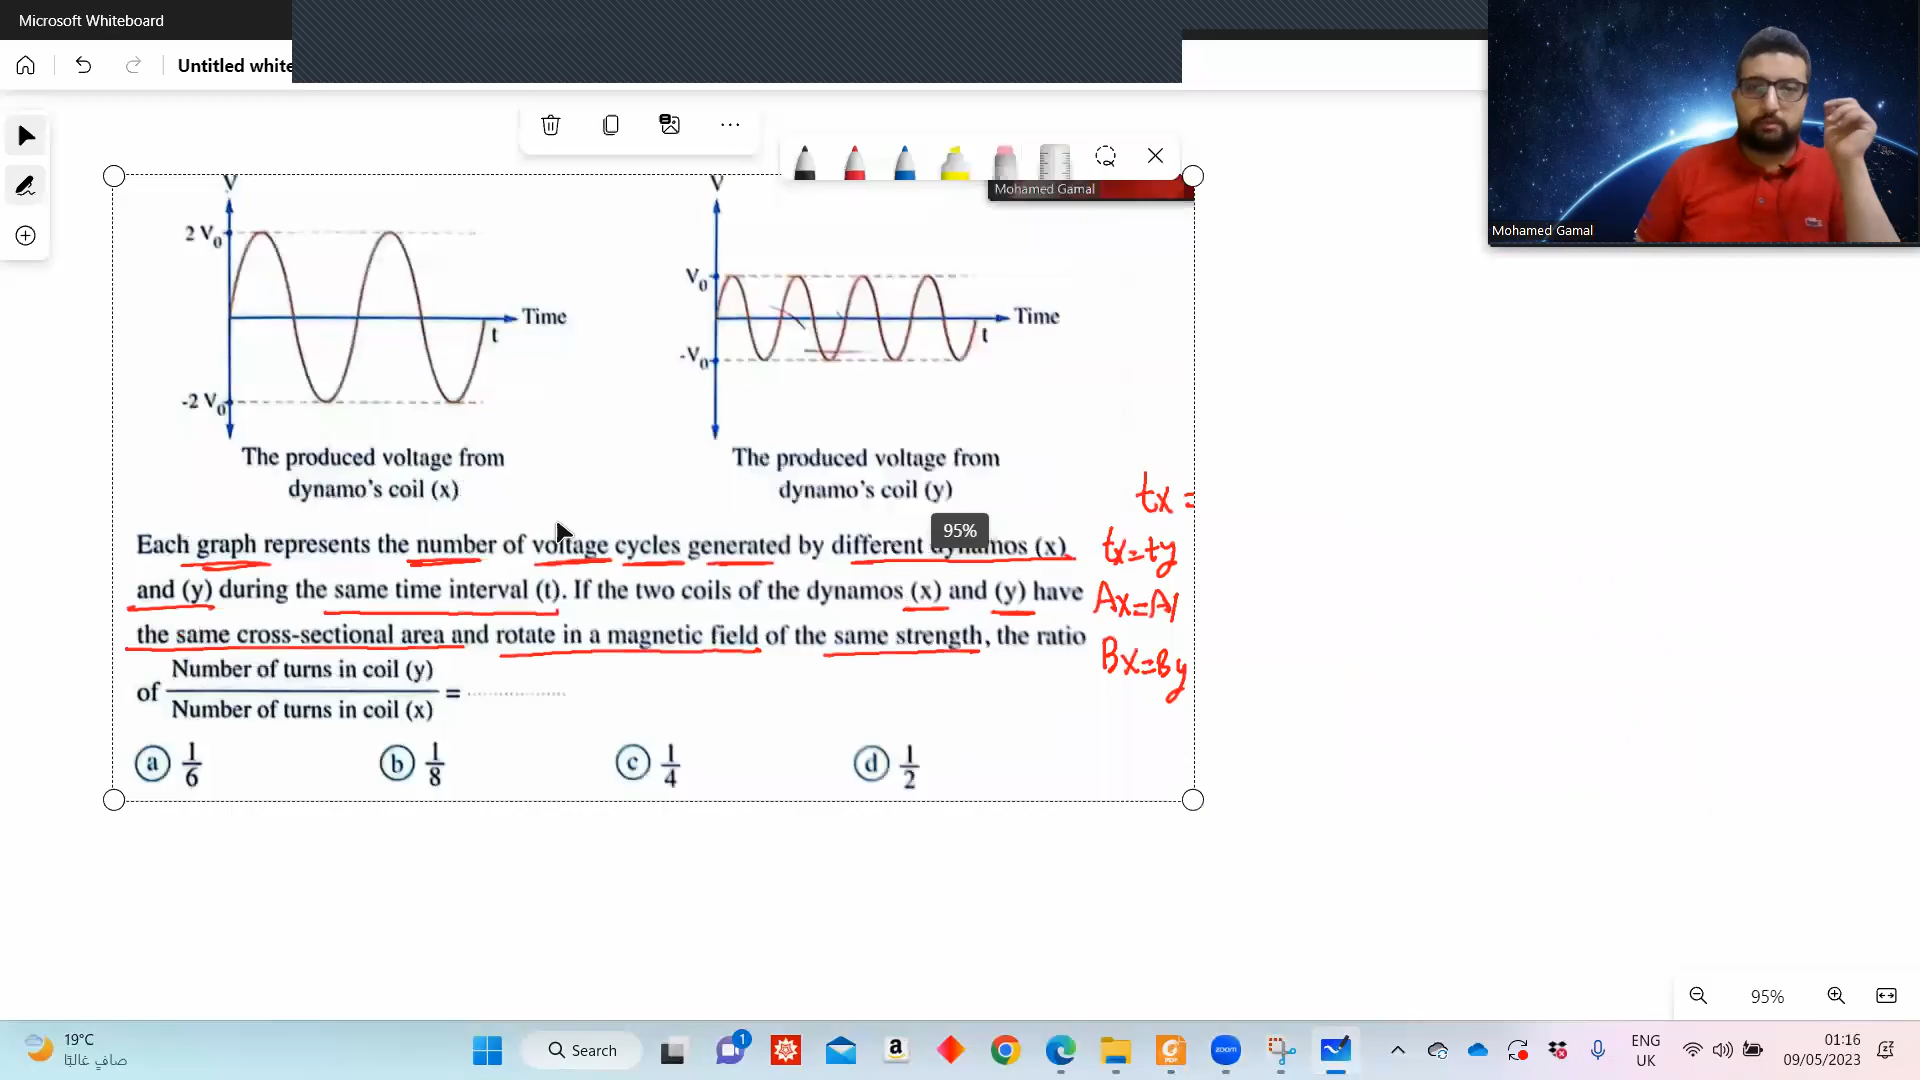 Microsoft Whiteboard
Untitled white
Mohamed Gamal
Mohamed Gamal
V
2 V0
-2 V0
Time
t
V
V0
-V0
Time
t
The produced voltage from
dynamo's coil (x)
The produced voltage from
dynamo's coil (y)
tx =
95%
Each graph represents the number of voltage cycles generated by different dynamos (x)
tx=ty
and (y) during the same time interval (t). If the two coils of the dynamos (x) and (y) have
Ax=Ay
the same cross-sectional area and rotate in a magnetic field of the same strength, the ratio
Bx=By
of Number of turns in coil (y) / Number of turns in coil (x) = ....................
a 1/6
b 1/8
c 1/4
d 1/2
95%
19°C
صافٍ غالبًا
Search
1
a
PDF
zoom
ENG
UK
01:16
09/05/2023